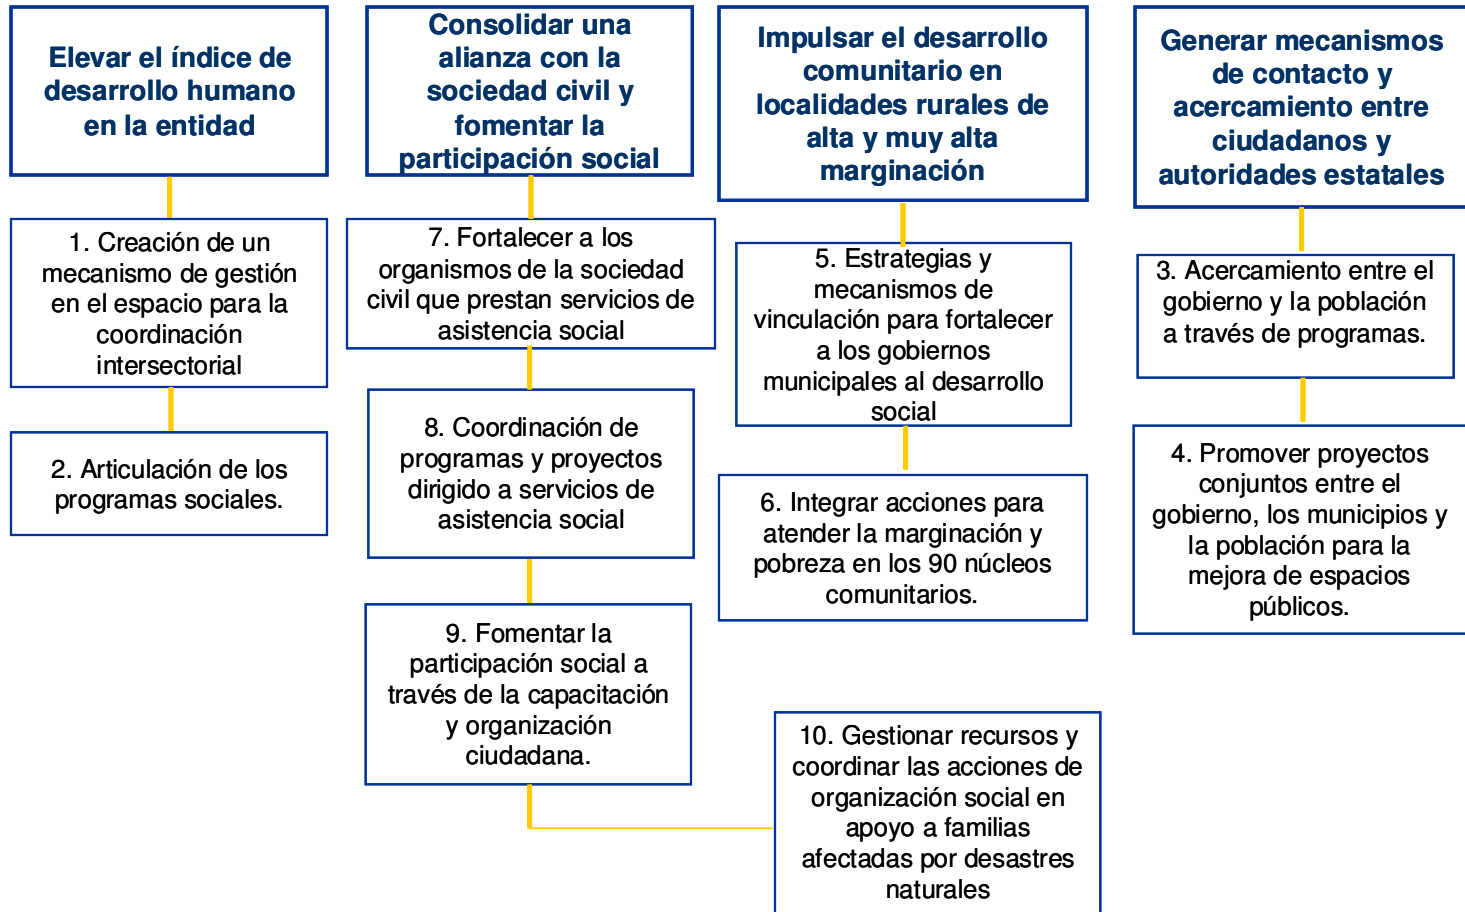 Elevar el índice de
desarrollo humano
en la entidad
1. Creación de un
mecanismo de gestión
en el espacio para la
coordinación
intersectorial
2. Articulación de los
programas sociales.
Consolidar una
alianza con la
sociedad civil y
fomentar la
participación social
7. Fortalecer a los
organismos de la sociedad
civil que prestan servicios de
asistencia social
8. Coordinación de
programas y proyectos
dirigido a servicios de
asistencia social
9. Fomentar la
participación social a
través de la capacitación
y organización
ciudadana.
10. Gestionar recursos y
coordinar las acciones de
organización social en
apoyo a familias
afectadas por desastres
naturales
Impulsar el desarrollo
comunitario en
localidades rurales de
alta y muy alta
marginación
5. Estrategias y
mecanismos de
vinculación para fortalecer
a los gobiernos
municipales al desarrollo
social
6. Integrar acciones para
atender la marginación y
pobreza en los 90 núcleos
comunitarios.
Generar mecanismos
de contacto y
acercamiento entre
ciudadanos y
autoridades estatales
3. Acercamiento entre el
gobierno y la población
a través de programas.
4. Promover proyectos
conjuntos entre el
gobierno, los municipios y
la población para la
mejora de espacios
públicos.